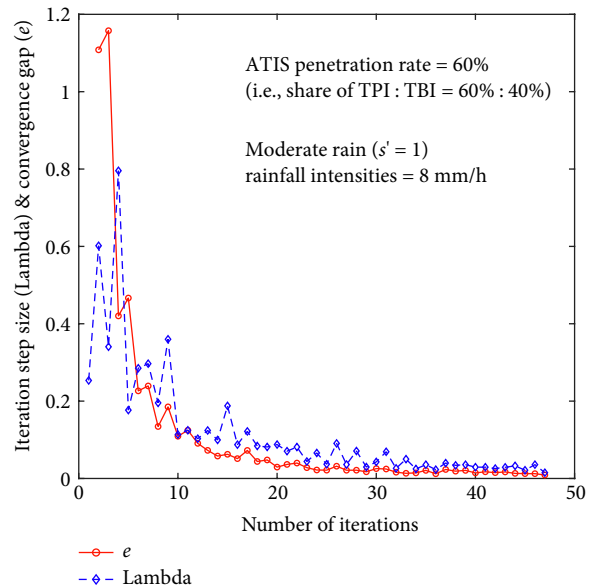 Iteration step size (Lambda) & convergence gap (e)
1.2
1
0.8
0.6
0.4
0.2
0
ATIS penetration rate = 60%
(i.e., share of TPI : TBI = 60% : 40%)
Moderate rain (s' = 1)
rainfall intensities = 8 mm/h
0 10 20 30 40 50
Number of iterations
e
Lambda